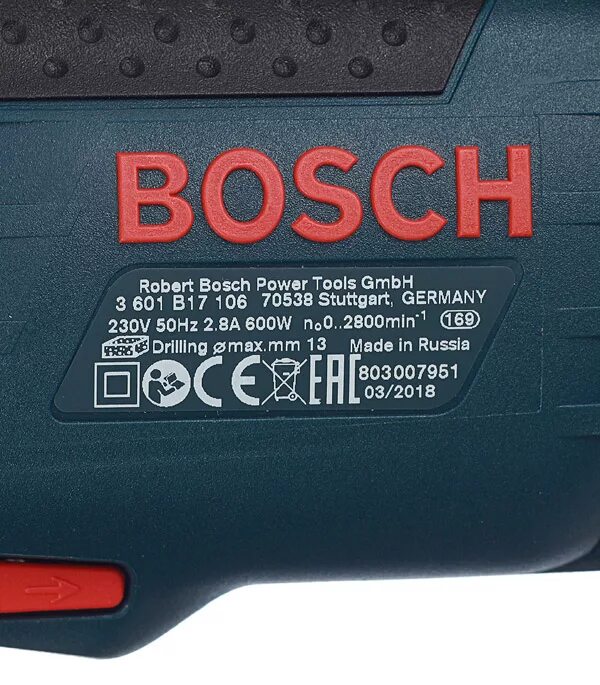 BOSCH
Robert Bosch Power Tools GmbH
3 601 B17 106 70538 Stuttgart, GERMANY
230V 50Hz 2.8A 600W n₀0..2800min⁻¹ 169
Drilling ⌀max.mm 13 Made in Russia
CE EAC 803007951
03/2018